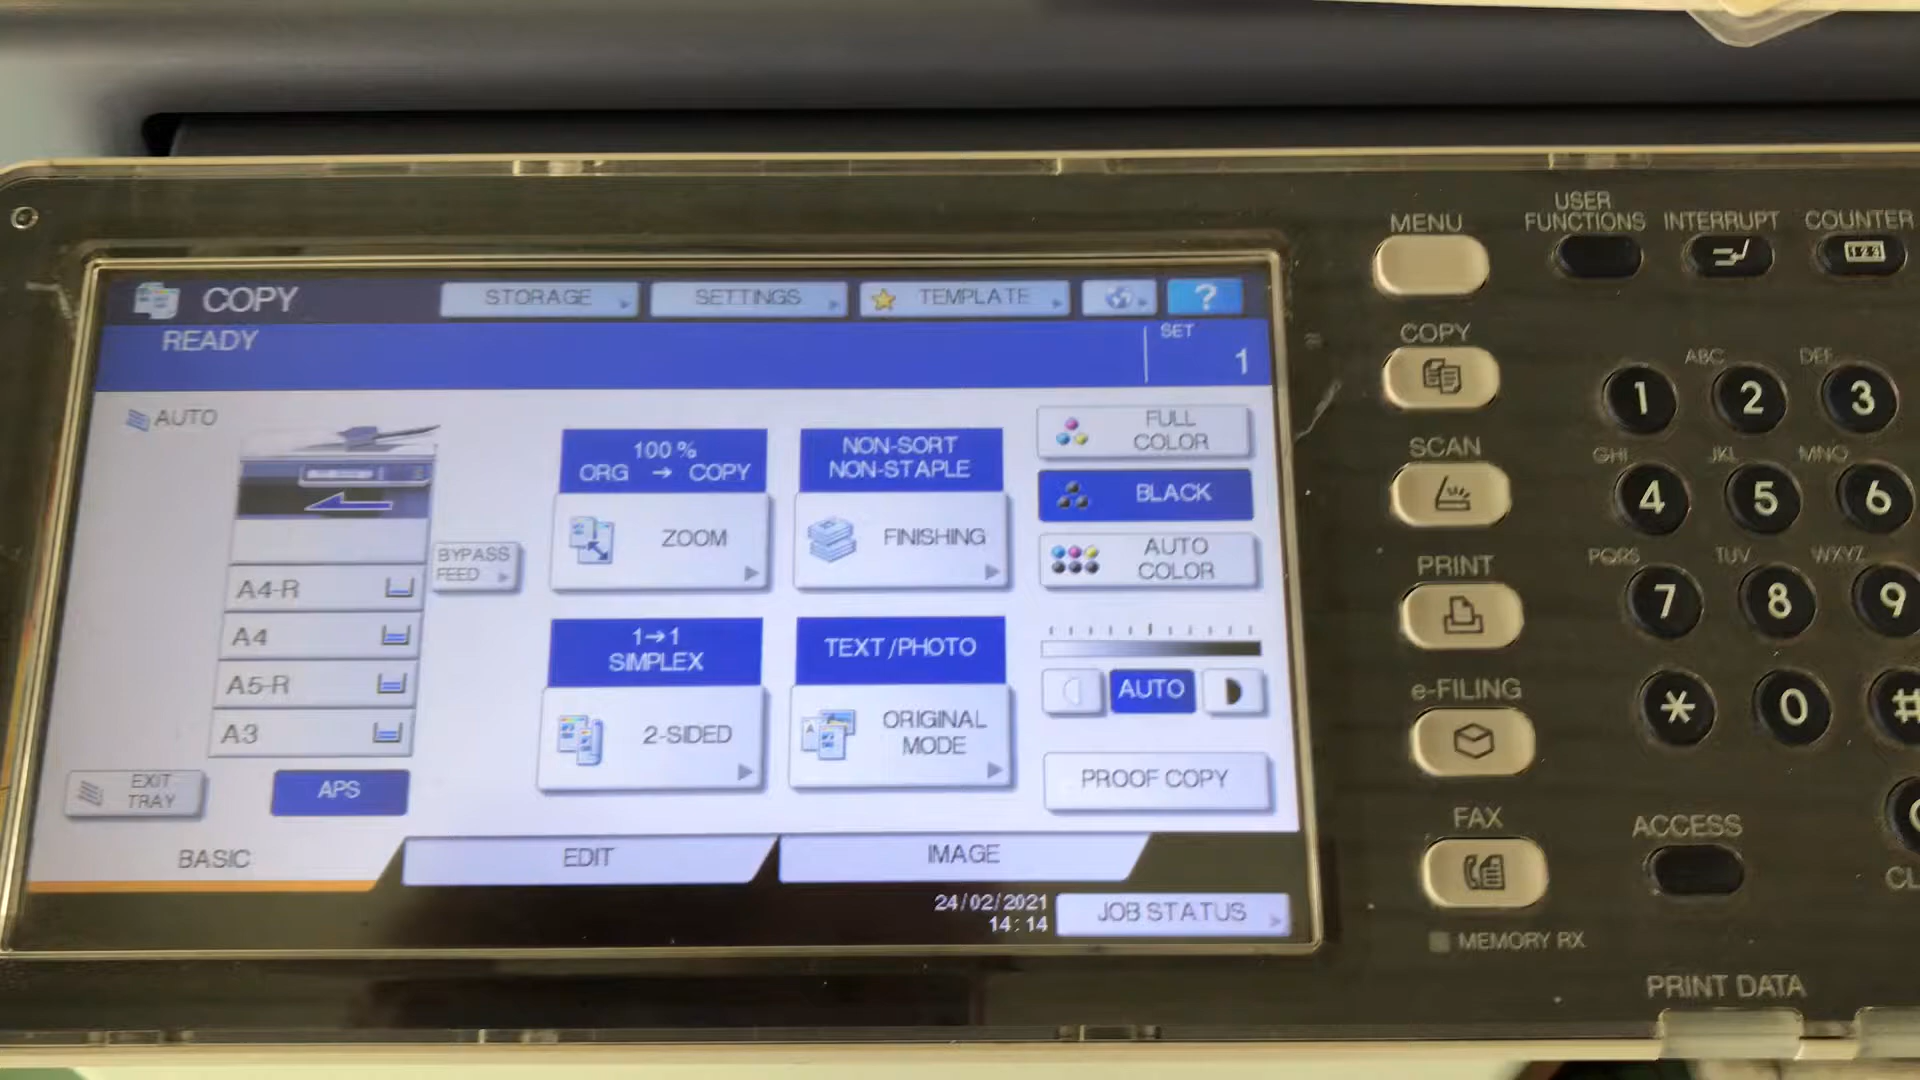 COPY
STORAGE
SETTINGS
TEMPLATE
?
READY
SET
1
AUTO
100 %
ORG → COPY
ZOOM
NON-SORT
NON-STAPLE
FINISHING
FULL
COLOR
BLACK
AUTO
COLOR
BYPASS
FEED
A4-R
A4
A5-R
A3
1→1
SIMPLEX
2-SIDED
TEXT/PHOTO
ORIGINAL
MODE
AUTO
PROOF COPY
EXIT
TRAY
APS
BASIC
EDIT
IMAGE
24/02/2021
14:14
JOB STATUS
MENU
USER
FUNCTIONS
INTERRUPT
COUNTER
123
COPY
SCAN
PRINT
e-FILING
FAX
MEMORY RX
ABC
DEF
1
2
3
GHI
JKL
MNO
4
5
6
PQRS
TUV
WXYZ
7
8
9
*
0
#
ACCESS
CL
PRINT DATA